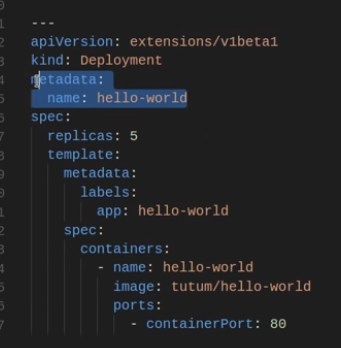 ---
apiVersion: extensions/v1beta1
kind: Deployment
metadata:
  name: hello-world
spec:
  replicas: 5
  template:
    metadata:
      labels:
        app: hello-world
    spec:
      containers:
        - name: hello-world
          image: tutum/hello-world
          ports:
            - containerPort: 80